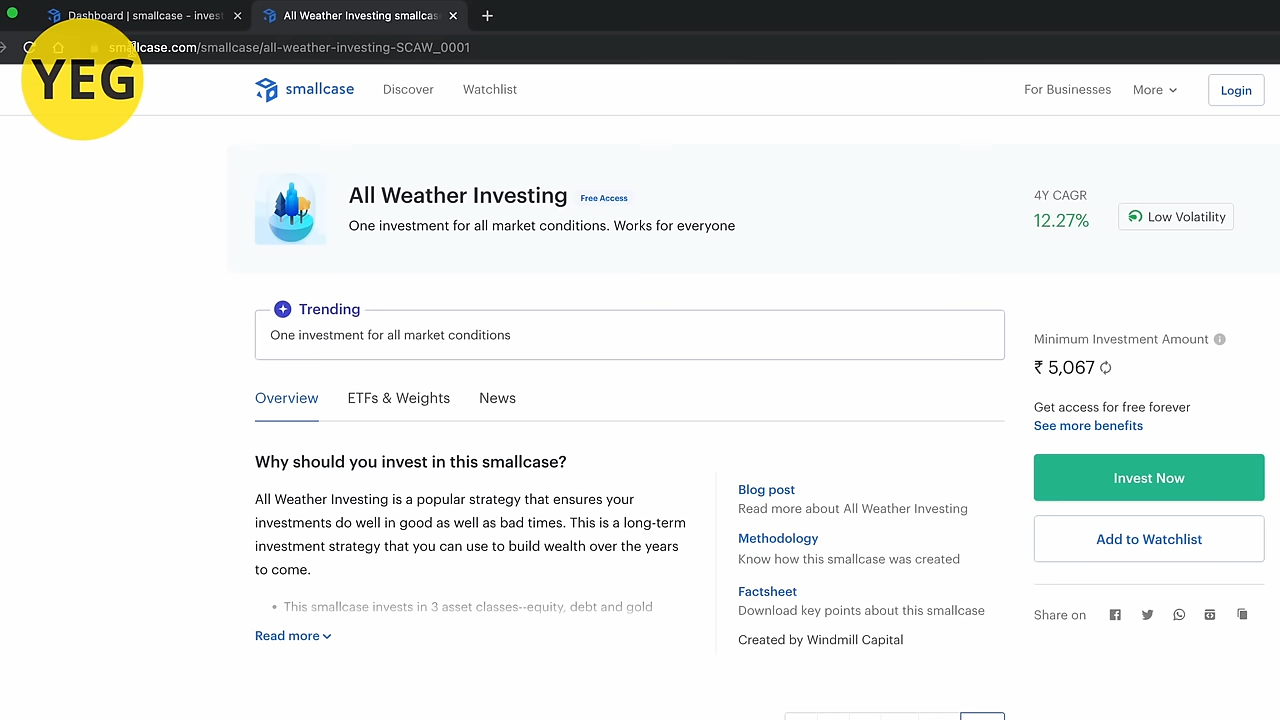 Dashboard | smallcase - invest
All Weather Investing smallcas
smallcase.com/smallcase/all-weather-investing-SCAW_0001
YEG
smallcase
Discover
Watchlist
For Businesses
More
Login
All Weather Investing
Free Access
One investment for all market conditions. Works for everyone
4Y CAGR
12.27%
Low Volatility
Trending
One investment for all market conditions
Minimum Investment Amount
₹ 5,067
Get access for free forever
See more benefits
Invest Now
Add to Watchlist
Share on
Overview
ETFs & Weights
News
Why should you invest in this smallcase?
All Weather Investing is a popular strategy that ensures your
investments do well in good as well as bad times. This is a long-term
investment strategy that you can use to build wealth over the years
to come.
• This smallcase invests in 3 asset classes--equity, debt and gold
Read more
Blog post
Read more about All Weather Investing
Methodology
Know how this smallcase was created
Factsheet
Download key points about this smallcase
Created by Windmill Capital